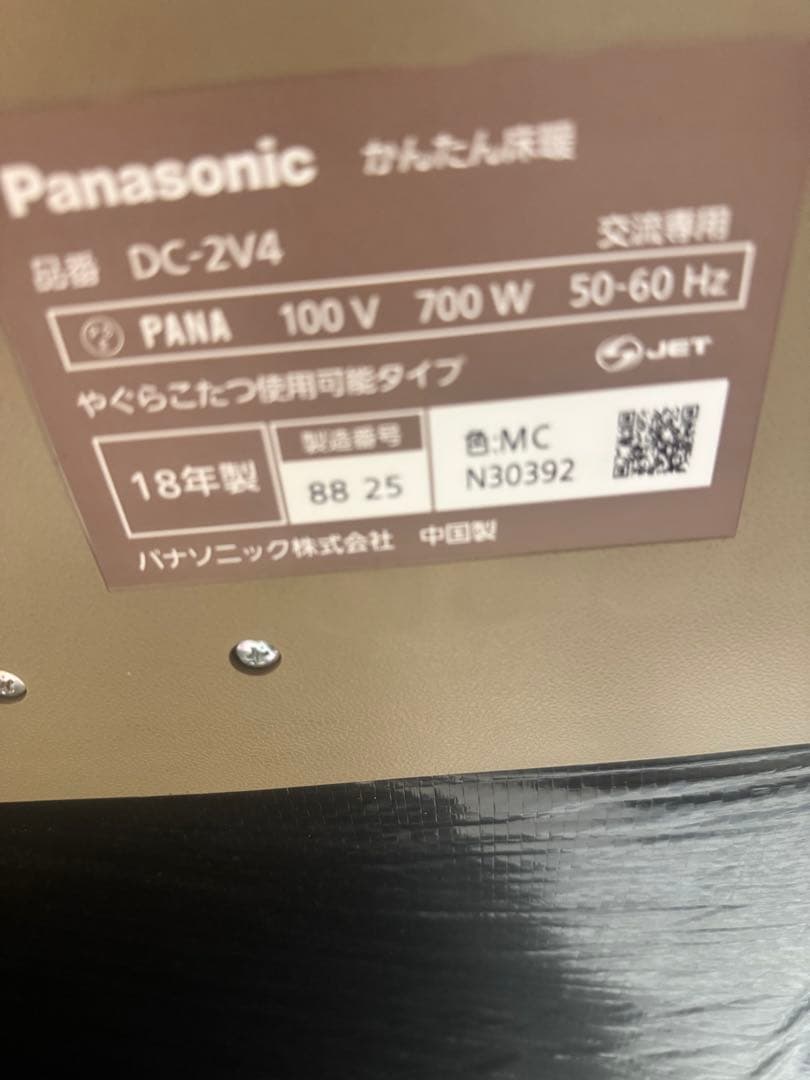 Panasonic かんたん床暖
品番 DC-2V4 交流専用
PANA 100 V 700 W 50-60 Hz
JET
やぐらこたつ使用可能タイプ
18年製
製造番号
88 25
色:MC
N30392
パナソニック株式会社 中国製